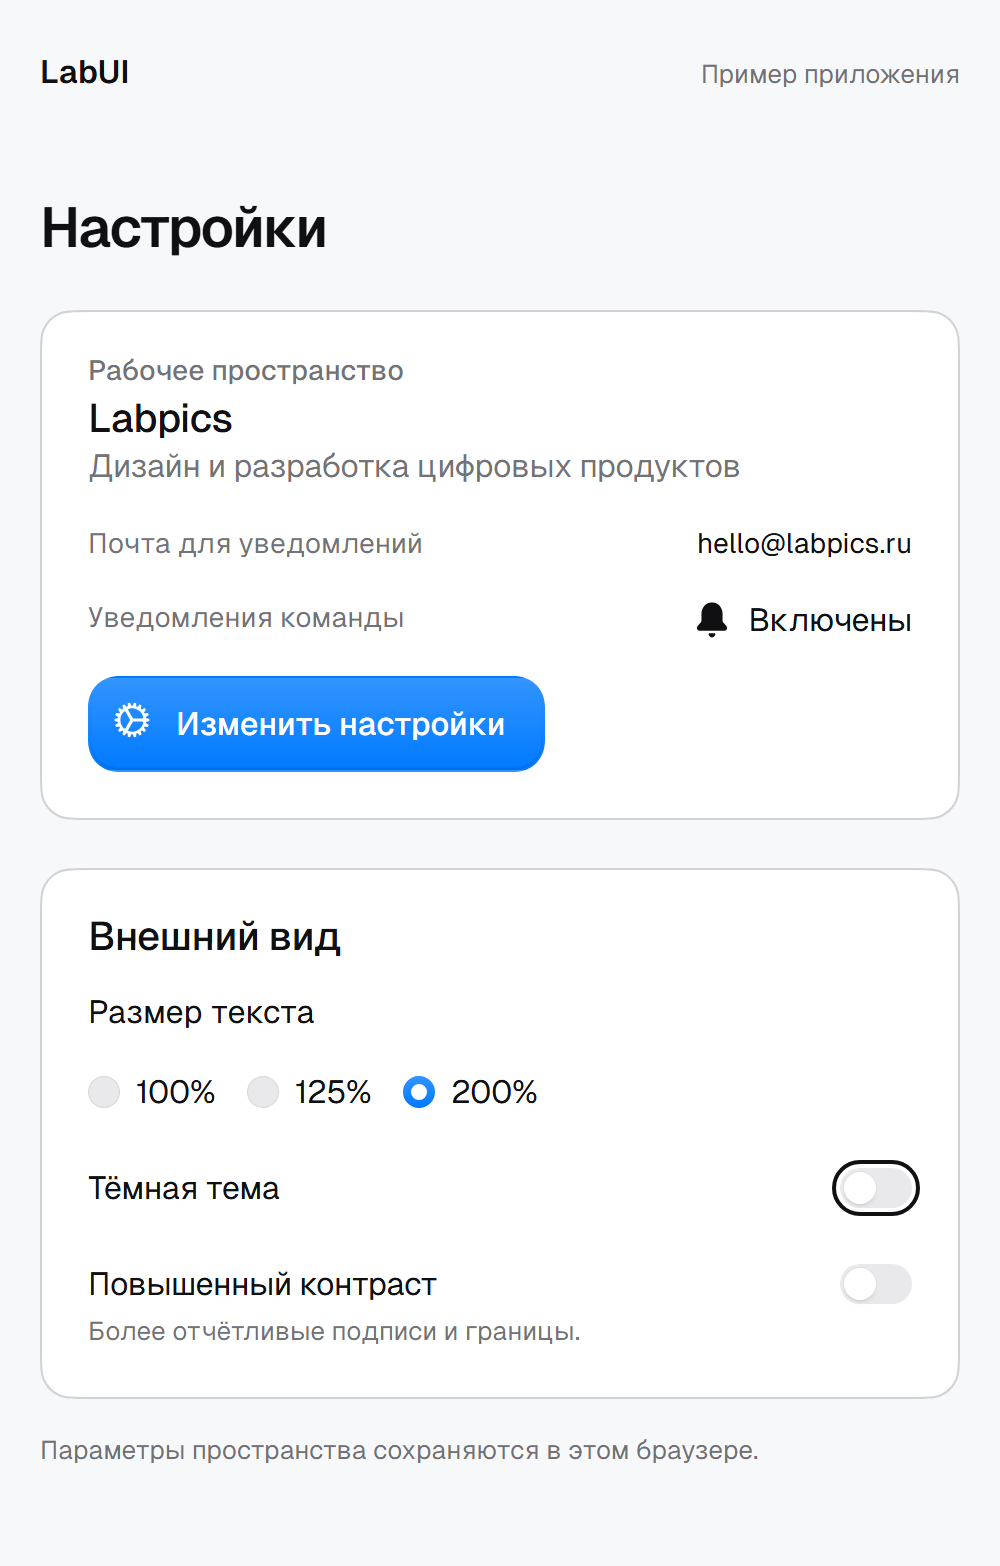 LabUI
Пример приложения
Настройки
Рабочее пространство
Labpics
Дизайн и разработка цифровых продуктов
Почта для уведомлений
hello@labpics.ru
Уведомления команды
Включены
Изменить настройки
Внешний вид
Размер текста
100% 125% 200%
Тёмная тема
Повышенный контраст
Более отчётливые подписи и границы.
Параметры пространства сохраняются в этом браузере.